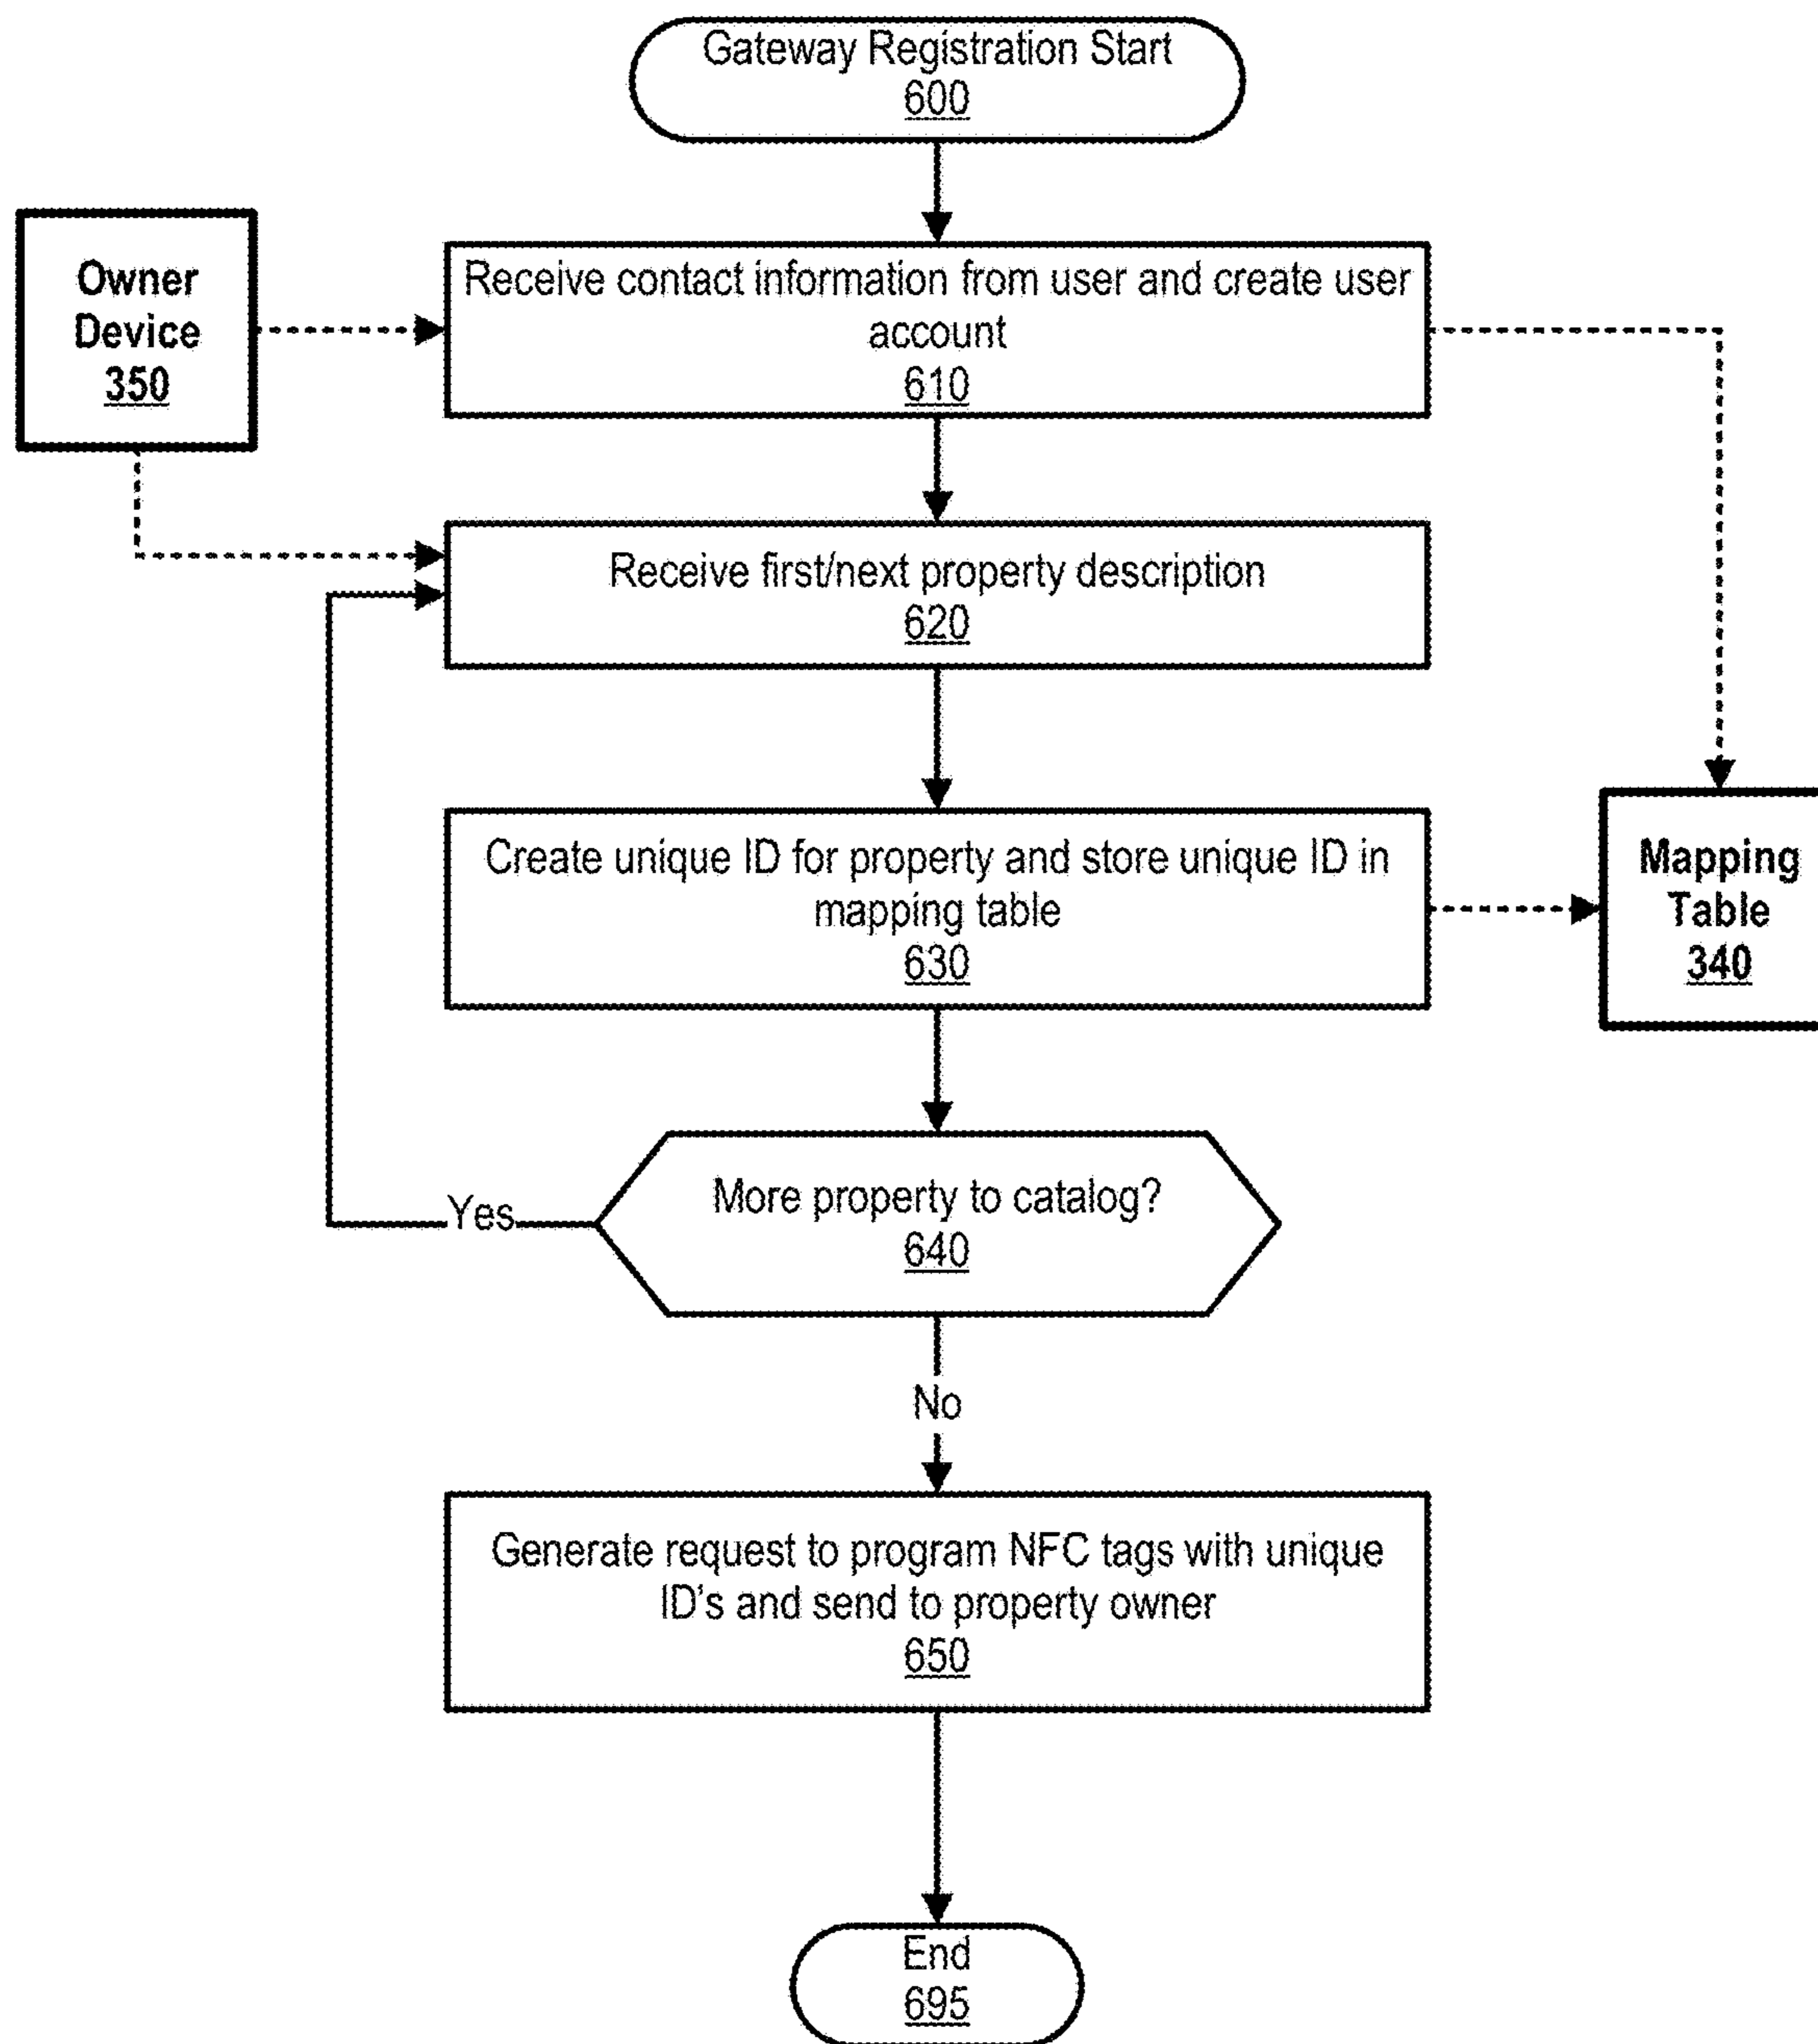 Gateway Registration Start
600
Owner
Device
350
Receive contact information from user and create user
account
610
Receive first/next property description
620
Create unique ID for property and store unique ID in
mapping table
630
Mapping
Table
340
More property to catalog?
640
Yes
No
Generate request to program NFC tags with unique
ID's and send to property owner
650
End
695